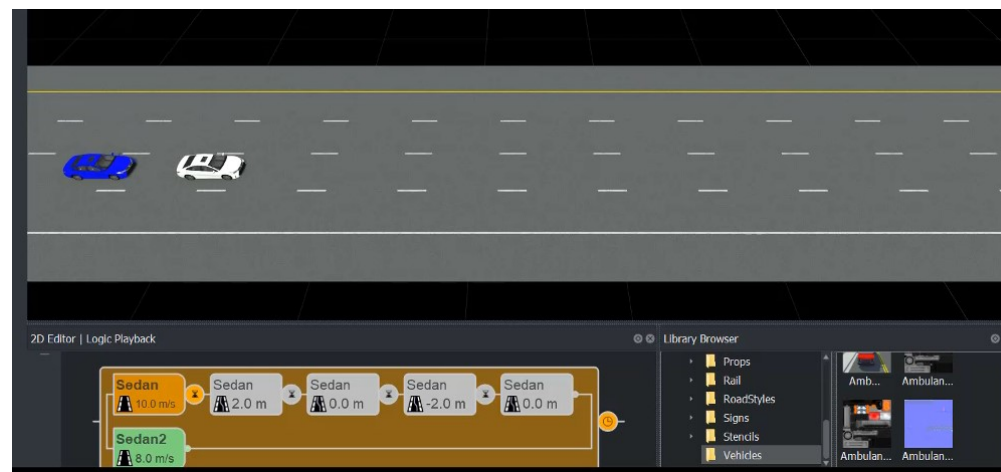 2D Editor | Logic Playback
Library Browser
Sedan
10.0 m/s
Sedan
2.0 m
Sedan
0.0 m
Sedan
-2.0 m
Sedan
0.0 m
Sedan2
8.0 m/s
Props
Rail
RoadStyles
Signs
Stencils
Vehicles
Amb...
Ambulan...
Ambulan...
Ambulan...